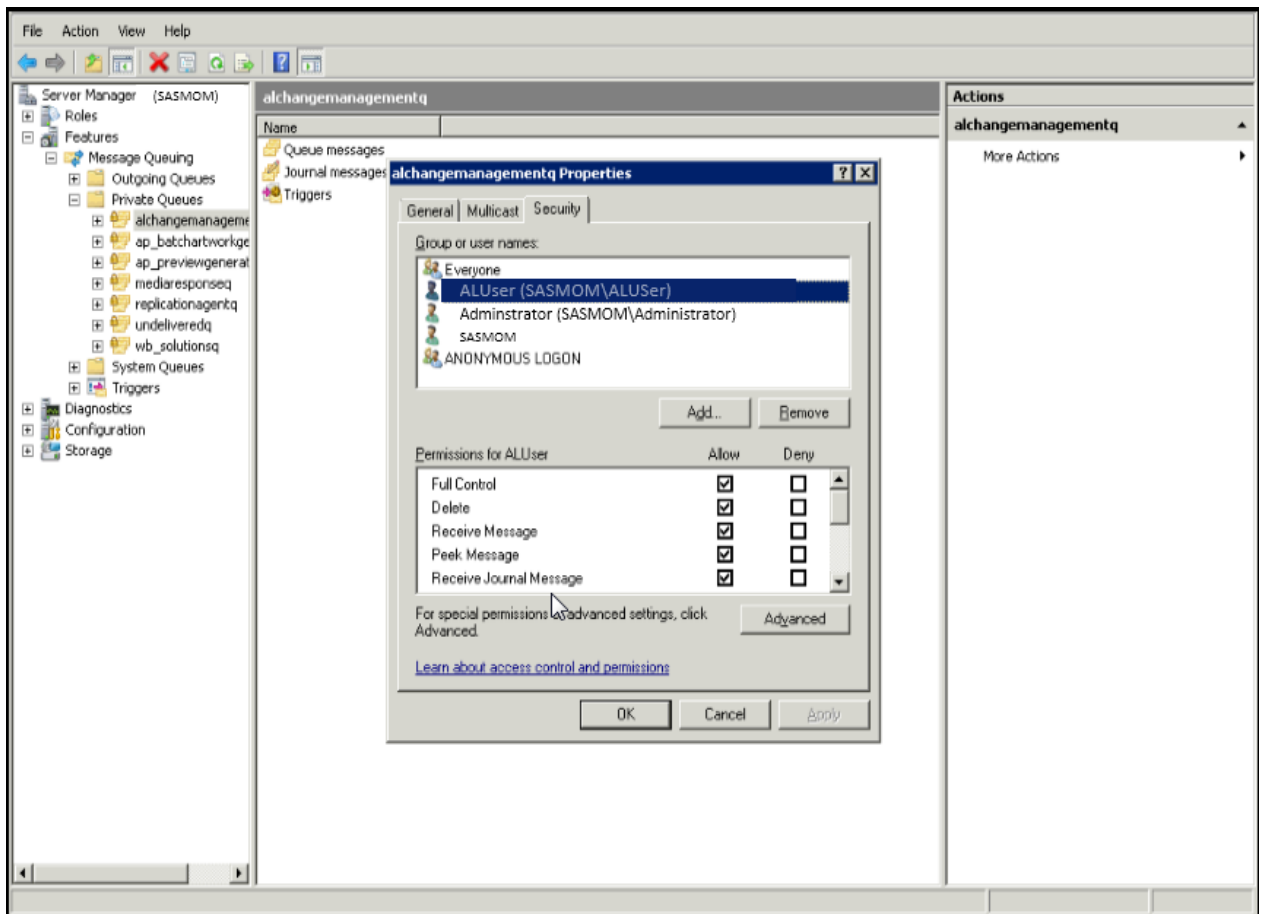 File Action View Help
Server Manager (SASMOM)
Roles
Features
Message Queuing
Outgoing Queues
Private Queues
alchangemanageme
ap_batchartworkge
ap_previewgenerat
mediaresponseq
replicationagentq
undeliveredq
wb_solutionsq
System Queues
Triggers
Diagnostics
Configuration
Storage
alchangemanagementq
Name
Queue messages
Journal messages
Triggers
alchangemanagementq Properties
General Multicast Security
Group or user names:
Everyone
ALUser (SASMOM\ALUSer)
Adminstrator (SASMOM\Administrator)
SASMOM
ANONYMOUS LOGON
Add... Remove
Permissions for ALUser Allow Deny
Full Control
Delete
Receive Message
Peek Message
Receive Journal Message
For special permissions advanced settings, click
Advanced.
Advanced
Learn about access control and permissions
OK Cancel Apply
Actions
alchangemanagementq
More Actions